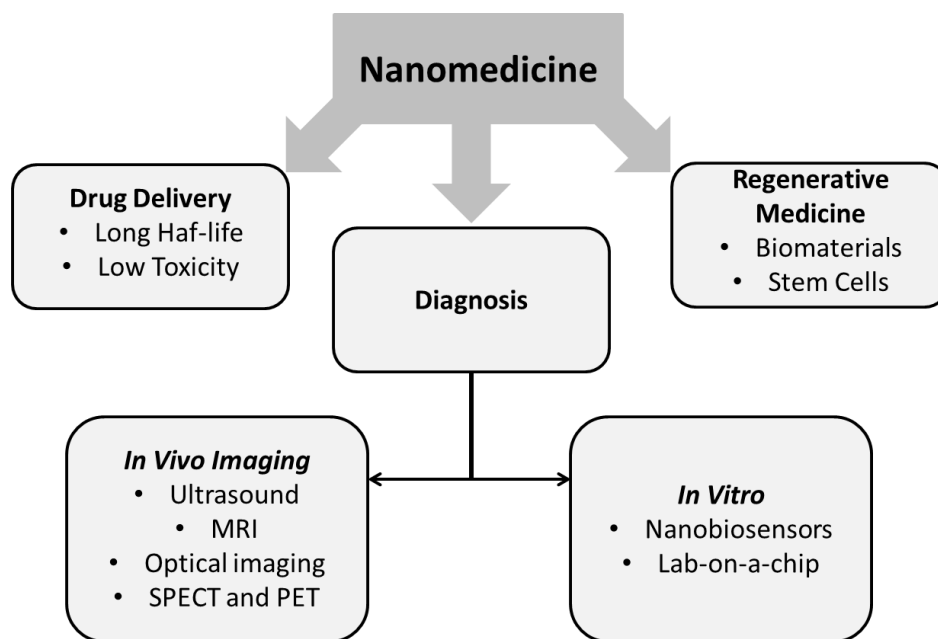 Nanomedicine
Drug Delivery
• Long Haf-life
• Low Toxicity
Regenerative
Medicine
• Biomaterials
• Stem Cells
Diagnosis
In Vivo Imaging
• Ultrasound
• MRI
• Optical imaging
• SPECT and PET
In Vitro
• Nanobiosensors
• Lab-on-a-chip